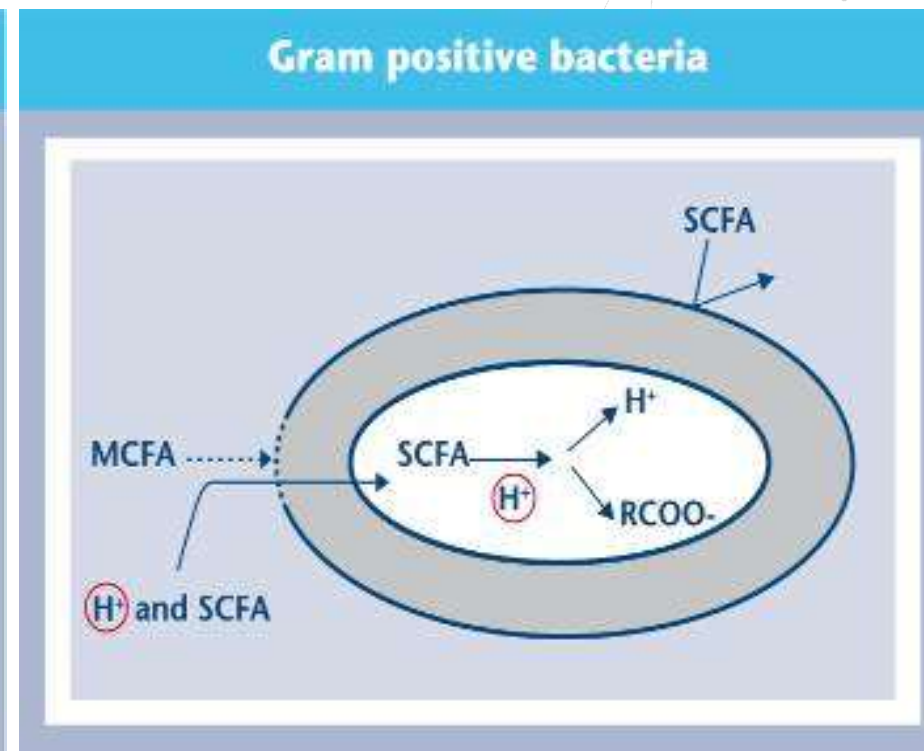 Gram positive bacteria
SCFA
H⁺
MCFA
SCFA
H⁺
RCOO-
H⁺ and SCFA